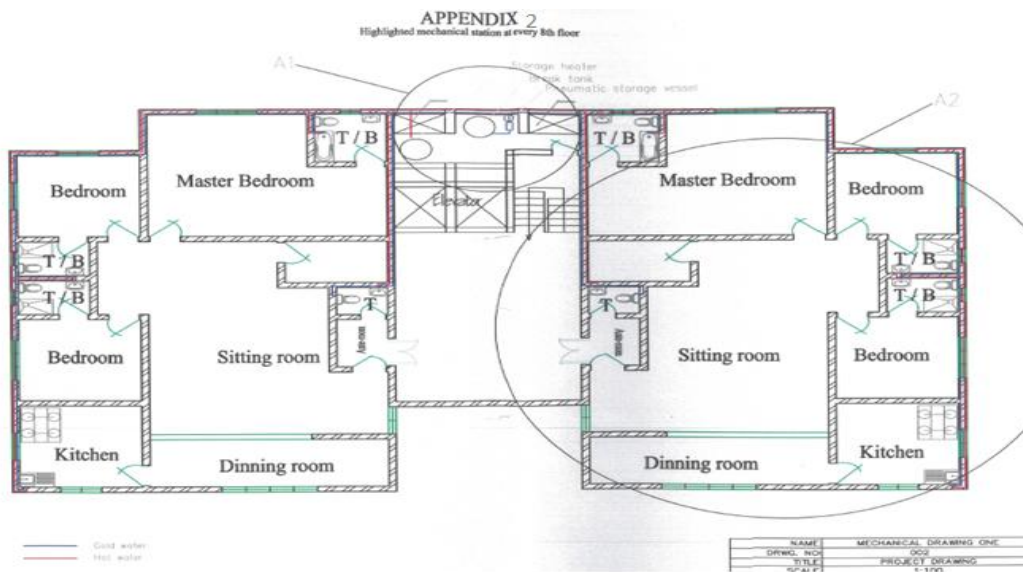 APPENDIX 2
Highlighted mechanical station at every 8th floor
A1
Storage heater
Break tank
Pneumatic storage vessel
A2
T / B
T / B
Bedroom
Master Bedroom
Master Bedroom
Bedroom
Elevator
T / B
T / B
T / B
T
T
T / B
Bedroom
Sitting room
Sitting room
Bedroom
Kitchen
Dinning room
Dinning room
Kitchen
Cold water
Hot water
NAME MECHANICAL DRAWING ONE
DRWG. NO 002
TITLE PROJECT DRAWING
SCALE 1:100